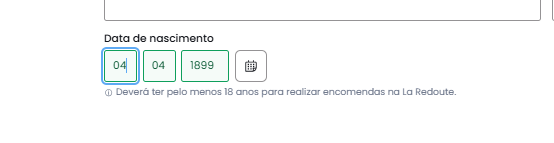 Data de nascimento
04 04 1899
Deverá ter pelo menos 18 anos para realizar encomendas na La Redoute.